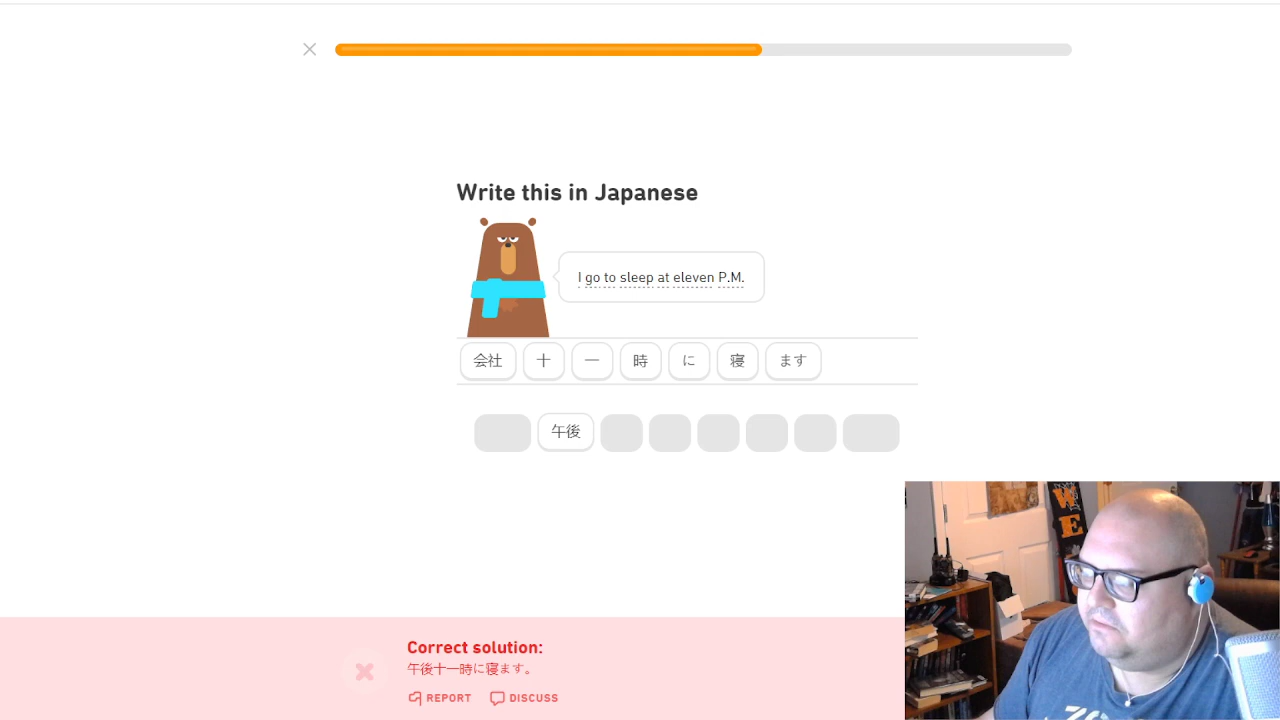 Write this in Japanese
I go to sleep at eleven P.M.
会社 十 一 時 に 寝 ます
午後
Correct solution:
午後十一時に寝ます。
REPORT DISCUSS
W
E